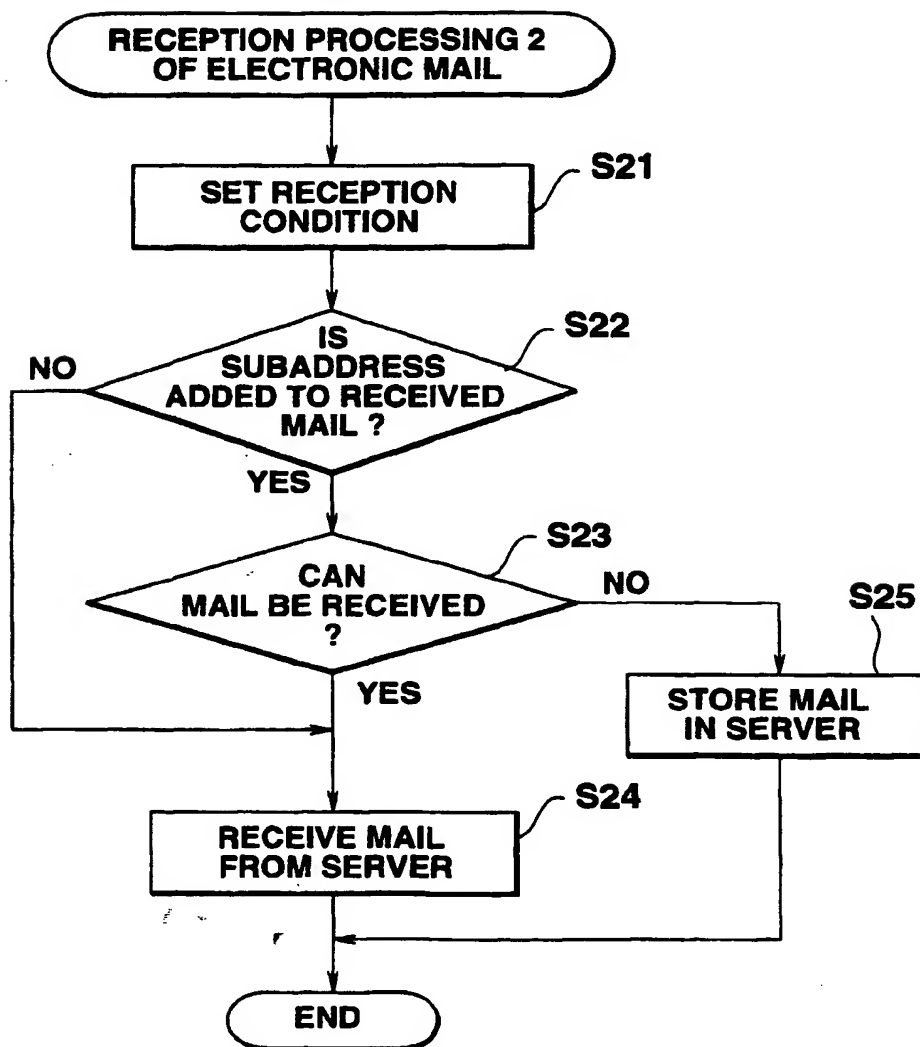 RECEPTION PROCESSING 2
OF ELECTRONIC MAIL
S21
SET RECEPTION
CONDITION
S22
IS
SUBADDRESS
ADDED TO RECEIVED
MAIL ?
NO
YES
S23
CAN
MAIL BE RECEIVED
?
NO
YES
S25
STORE MAIL
IN SERVER
S24
RECEIVE MAIL
FROM SERVER
END